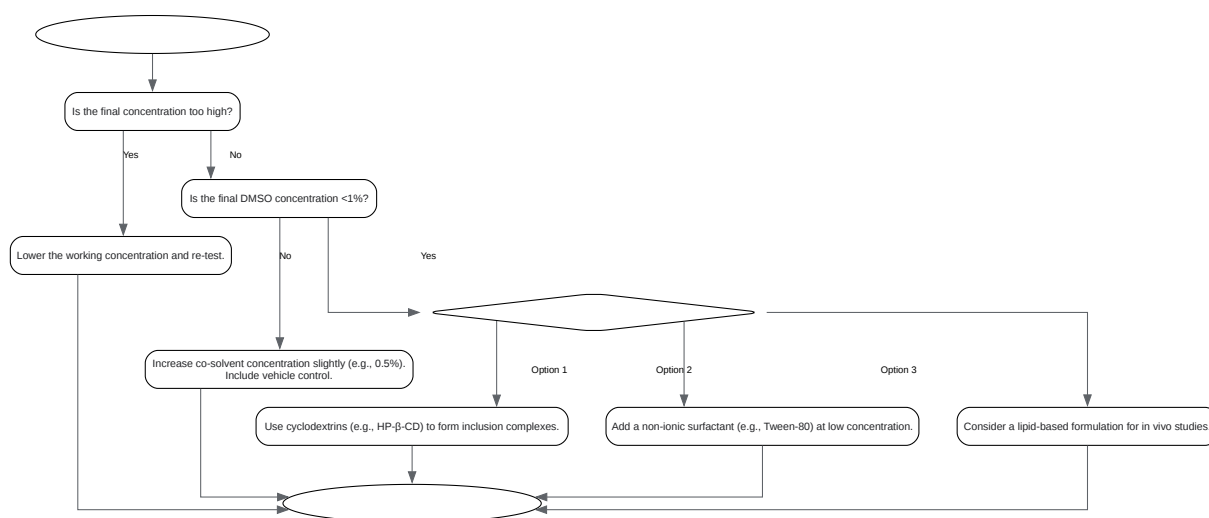 Is the final concentration too high?
Yes
No
Is the final DMSO concentration <1%?
Lower the working concentration and re-test.
No
Yes
Increase co-solvent concentration slightly (e.g., 0.5%).
Include vehicle control.
Option 1
Option 2
Option 3
Use cyclodextrins (e.g., HP-β-CD) to form inclusion complexes.
Add a non-ionic surfactant (e.g., Tween-80) at low concentration.
Consider a lipid-based formulation for in vivo studies